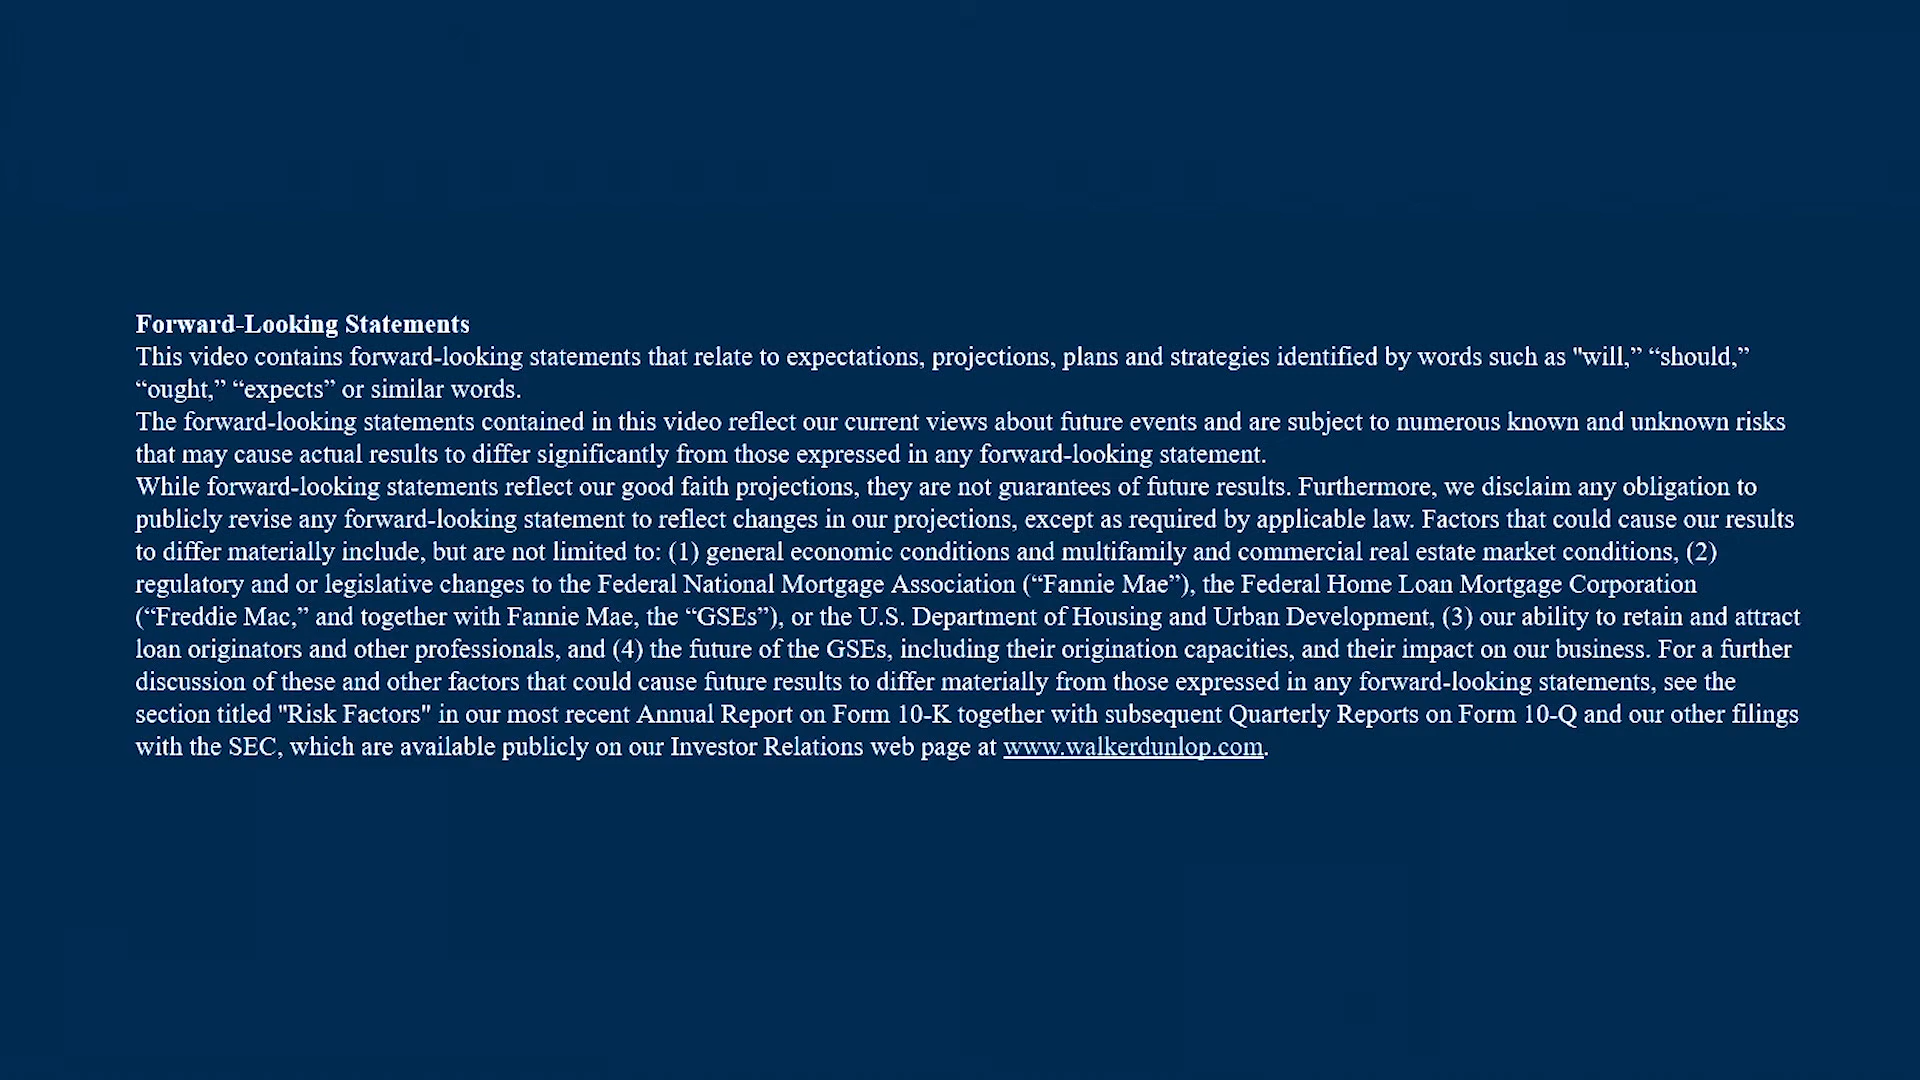 Forward-Looking Statements
This video contains forward-looking statements that relate to expectations, projections, plans and strategies identified by words such as "will,” “should,”
“ought,” “expects” or similar words.
The forward-looking statements contained in this video reflect our current views about future events and are subject to numerous known and unknown risks
that may cause actual results to differ significantly from those expressed in any forward-looking statement.
While forward-looking statements reflect our good faith projections, they are not guarantees of future results. Furthermore, we disclaim any obligation to
publicly revise any forward-looking statement to reflect changes in our projections, except as required by applicable law. Factors that could cause our results
to differ materially include, but are not limited to: (1) general economic conditions and multifamily and commercial real estate market conditions, (2)
regulatory and or legislative changes to the Federal National Mortgage Association (“Fannie Mae”), the Federal Home Loan Mortgage Corporation
(“Freddie Mac,” and together with Fannie Mae, the “GSEs”), or the U.S. Department of Housing and Urban Development, (3) our ability to retain and attract
loan originators and other professionals, and (4) the future of the GSEs, including their origination capacities, and their impact on our business. For a further
discussion of these and other factors that could cause future results to differ materially from those expressed in any forward-looking statements, see the
section titled "Risk Factors" in our most recent Annual Report on Form 10-K together with subsequent Quarterly Reports on Form 10-Q and our other filings
with the SEC, which are available publicly on our Investor Relations web page at www.walkerdunlop.com.